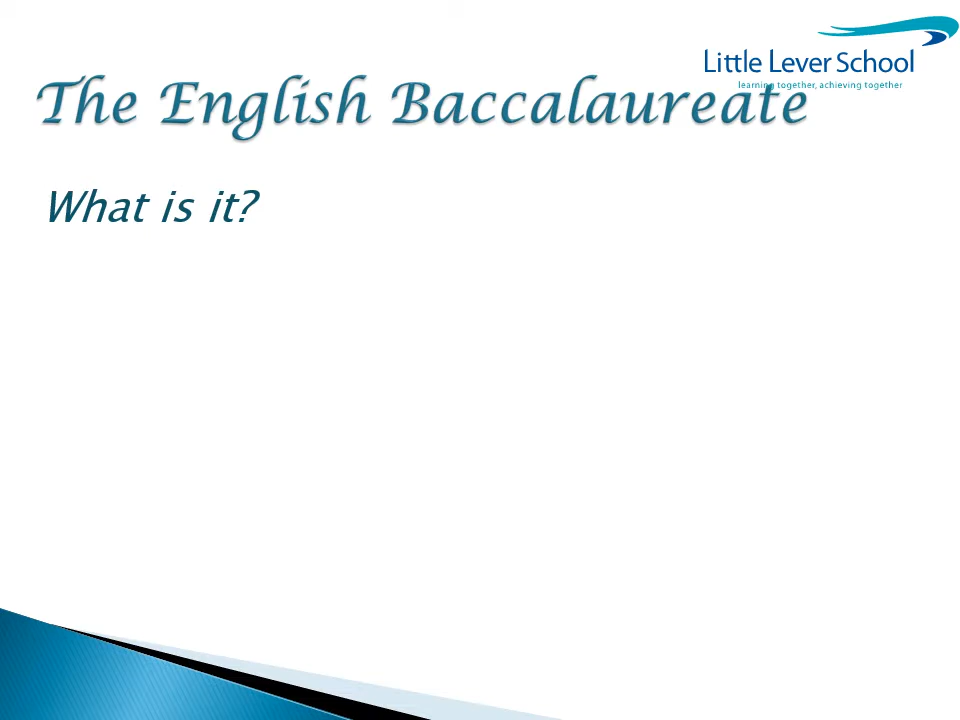 Little Lever School
learning together, achieving together
The English Baccalaureate
What is it?